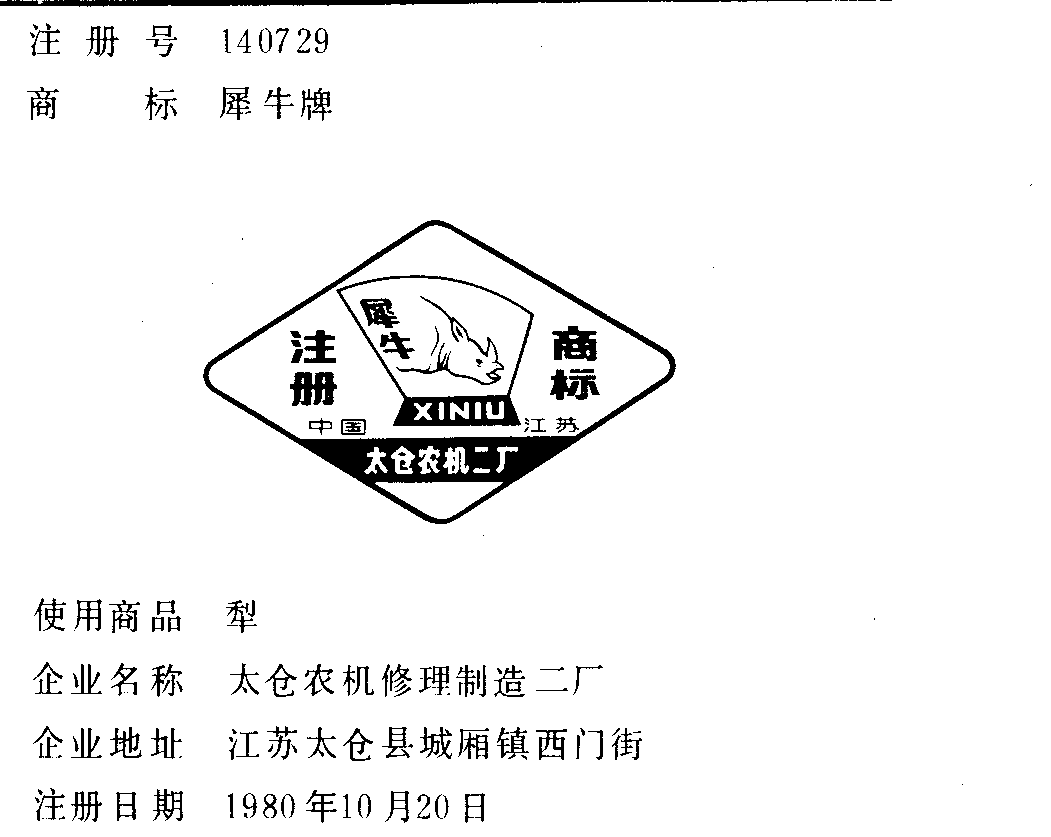 注册号 140729
商标 犀牛牌
犀牛
注册
商标
XINIU
中国 江苏
太仓农机二厂
使用商品 犁
企业名称 太仓农机修理制造二厂
企业地址 江苏太仓县城厢镇西门街
注册日期 1980年10月20日